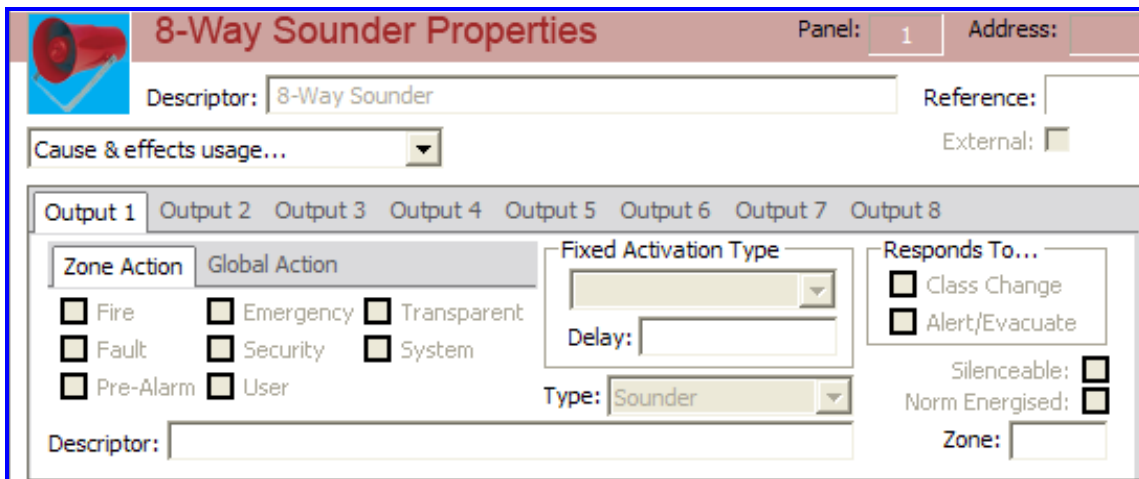 8-Way Sounder Properties Panel: 1 Address:
Descriptor: 8-Way Sounder Reference:
Cause & effects usage... External:
Output 1 Output 2 Output 3 Output 4 Output 5 Output 6 Output 7 Output 8
Zone Action Global Action Fixed Activation Type Responds To...
Fire Emergency Transparent Class Change
Fault Security System Delay: Alert/Evacuate
Pre-Alarm User Type: Sounder Silenceable:
Norm Energised:
Descriptor: Zone: